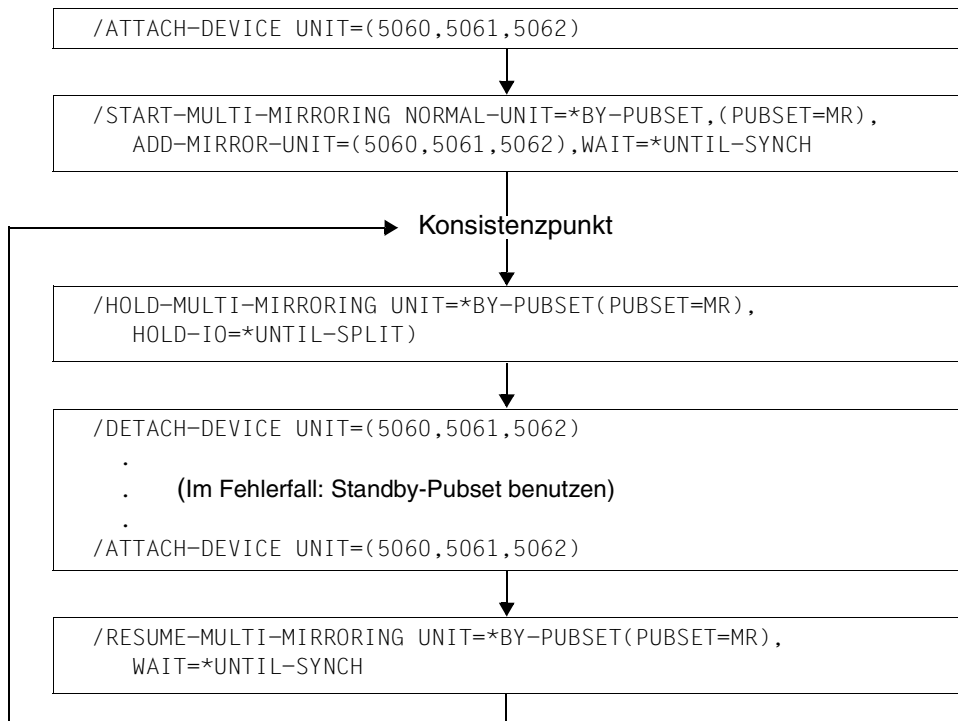 /ATTACH-DEVICE UNIT=(5060,5061,5062)
/START-MULTI-MIRRORING NORMAL-UNIT=*BY-PUBSET,(PUBSET=MR),
ADD-MIRROR-UNIT=(5060,5061,5062),WAIT=*UNTIL-SYNCH
Konsistenzpunkt
/HOLD-MULTI-MIRRORING UNIT=*BY-PUBSET(PUBSET=MR),
HOLD-IO=*UNTIL-SPLIT)
/DETACH-DEVICE UNIT=(5060,5061,5062)
.
. (Im Fehlerfall: Standby-Pubset benutzen)
.
/ATTACH-DEVICE UNIT=(5060,5061,5062)
/RESUME-MULTI-MIRRORING UNIT=*BY-PUBSET(PUBSET=MR),
WAIT=*UNTIL-SYNCH